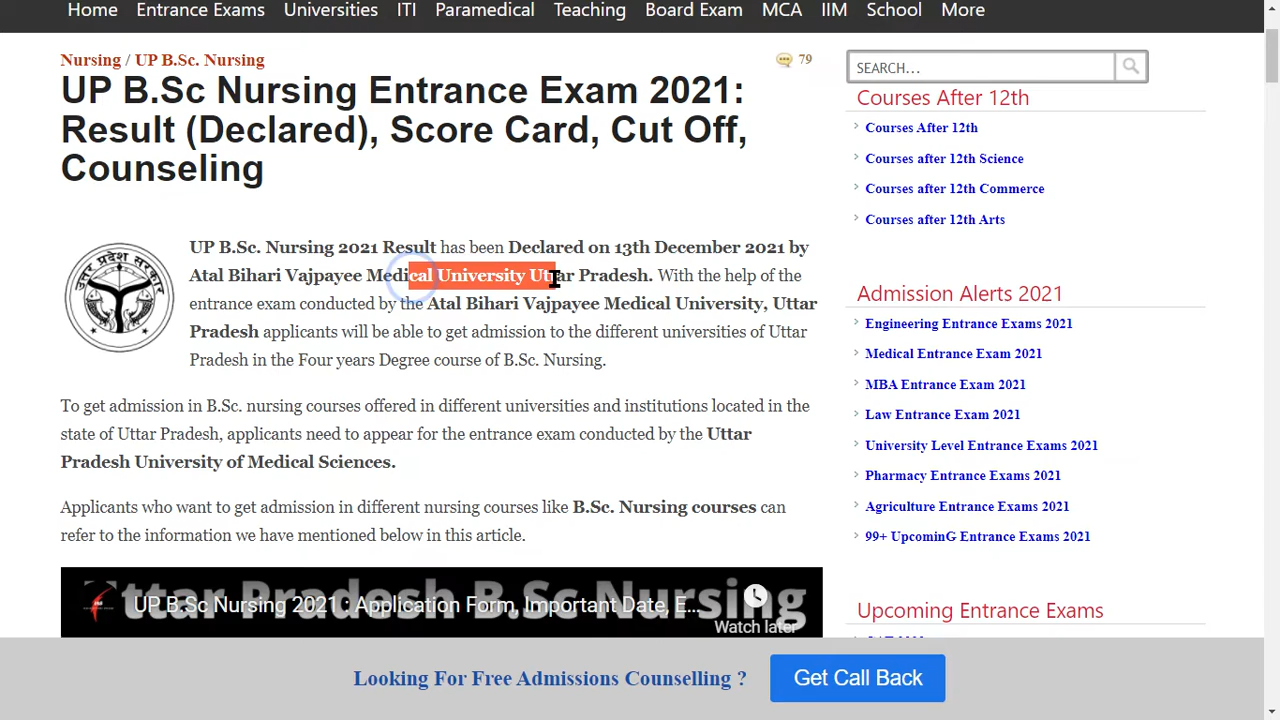 Home Entrance Exams Universities ITI Paramedical Teaching Board Exam MCA IIM School More
Nursing / UP B.Sc. Nursing
79
UP B.Sc Nursing Entrance Exam 2021:
Result (Declared), Score Card, Cut Off,
Counseling
उत्तर प्रदेश सरकार
UP B.Sc. Nursing 2021 Result has been Declared on 13th December 2021 by
Atal Bihari Vajpayee Medical University Uttar Pradesh. With the help of the
entrance exam conducted by the Atal Bihari Vajpayee Medical University, Uttar
Pradesh applicants will be able to get admission to the different universities of Uttar
Pradesh in the Four years Degree course of B.Sc. Nursing.
To get admission in B.Sc. nursing courses offered in different universities and institutions located in the
state of Uttar Pradesh, applicants need to appear for the entrance exam conducted by the Uttar
Pradesh University of Medical Sciences.
Applicants who want to get admission in different nursing courses like B.Sc. Nursing courses can
refer to the information we have mentioned below in this article.
Uttar Pradesh B.Sc Nursing
UP B.Sc Nursing 2021 : Application Form, Important Date, E...
Watch later
SEARCH...
Courses After 12th
Courses After 12th
Courses after 12th Science
Courses after 12th Commerce
Courses after 12th Arts
Admission Alerts 2021
Engineering Entrance Exams 2021
Medical Entrance Exam 2021
MBA Entrance Exam 2021
Law Entrance Exam 2021
University Level Entrance Exams 2021
Pharmacy Entrance Exams 2021
Agriculture Entrance Exams 2021
99+ UpcominG Entrance Exams 2021
Upcoming Entrance Exams
Looking For Free Admissions Counselling ?
Get Call Back